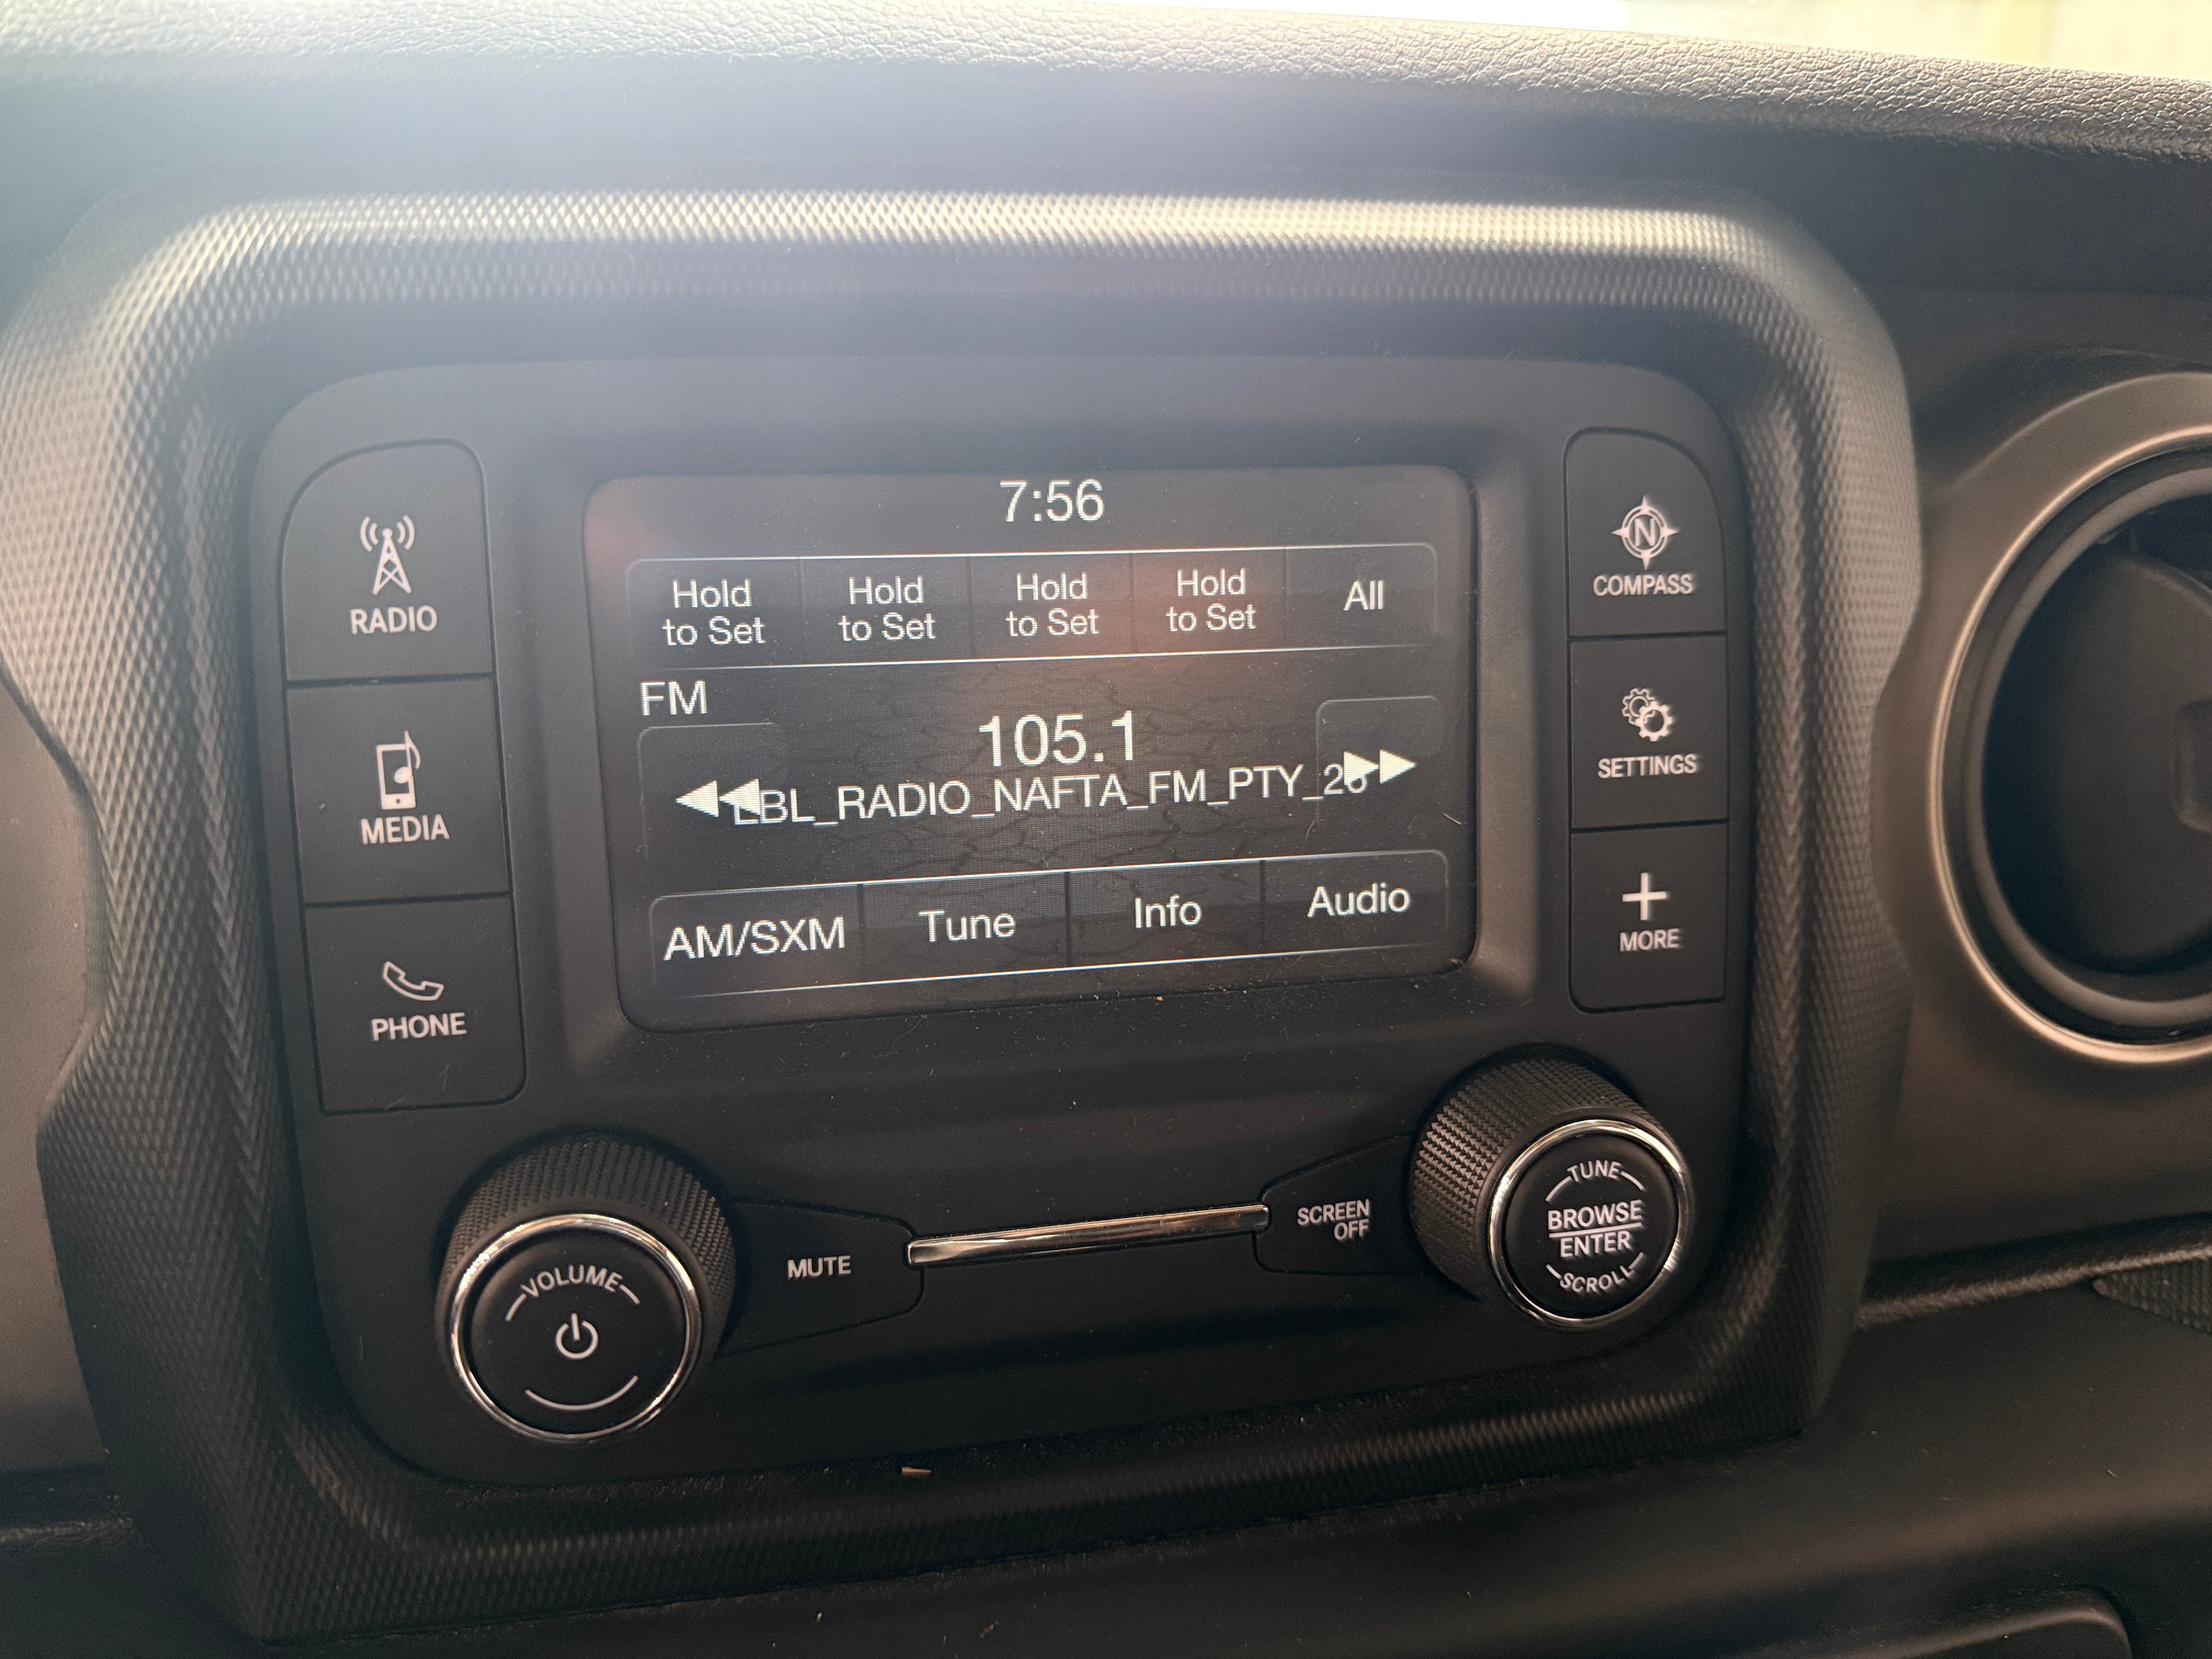 7:56
Hold to Set
Hold to Set
Hold to Set
Hold to Set
All
FM
105.1
LBL_RADIO_NAFTA_FM_PTY_26
AM/SXM
Tune
Info
Audio
RADIO
MEDIA
PHONE
N
COMPASS
SETTINGS
MORE
VOLUME
MUTE
SCREEN
OFF
TUNE
BROWSE
ENTER
SCROLL